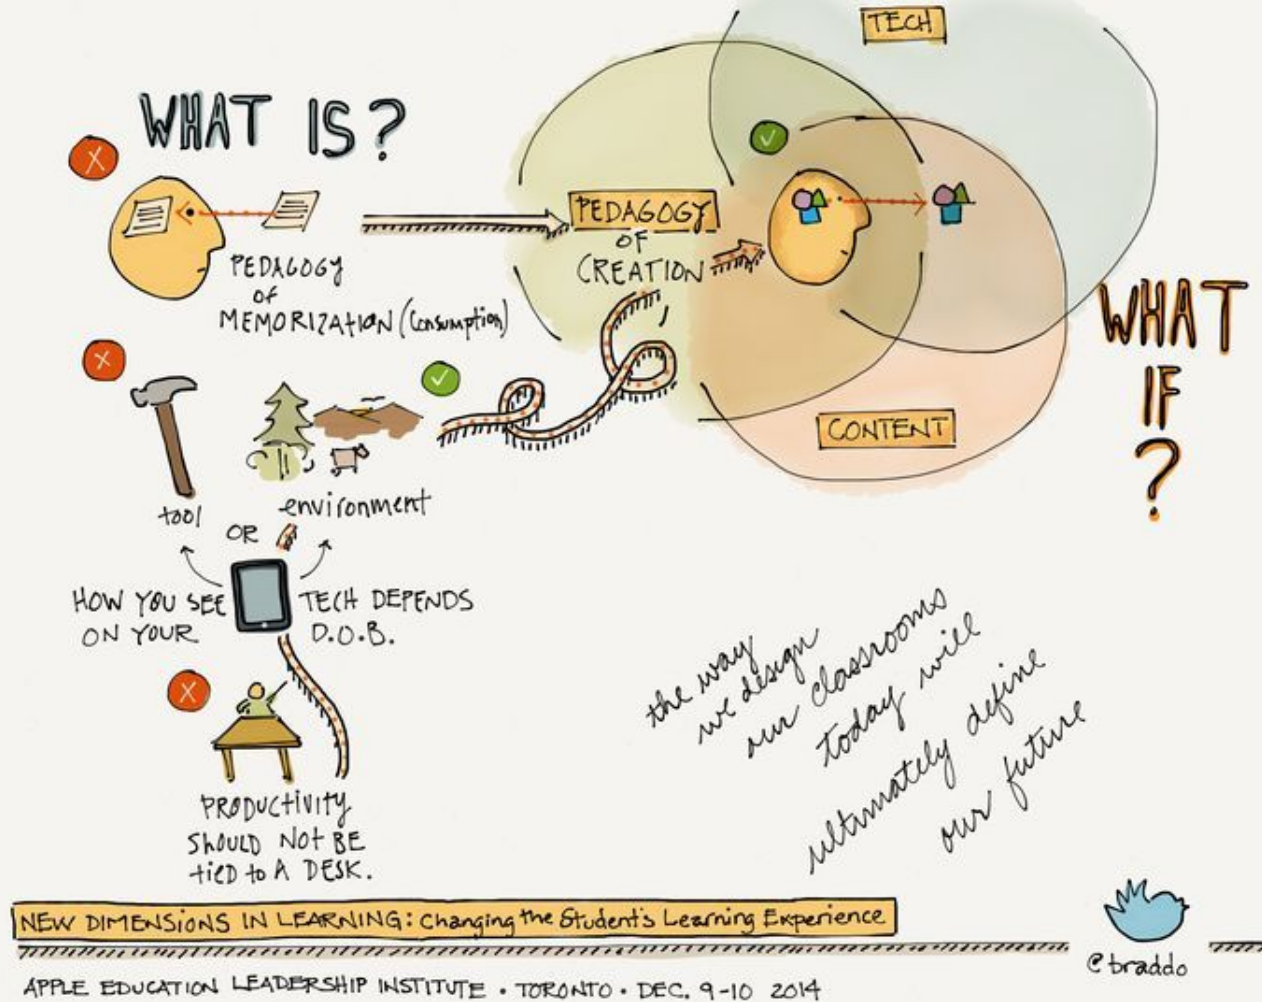 WHAT IS?
PEDAGOGY
of
MEMORIZATION (Consumption)
TECH
PEDAGOGY
OF
CREATION
CONTENT
WHAT
IF
?
tool
OR
environment
HOW YOU SEE TECH DEPENDS
ON YOUR D.O.B.
PRODUCTIVITY
SHOULD NOT BE
TIED to A DESK.
the way
we design
our classrooms
today will
ultimately define
our future
NEW DIMENSIONS IN LEARNING: Changing the Student's Learning Experience
@braddo
APPLE EDUCATION LEADERSHIP INSTITUTE • TORONTO • DEC. 9-10 2014